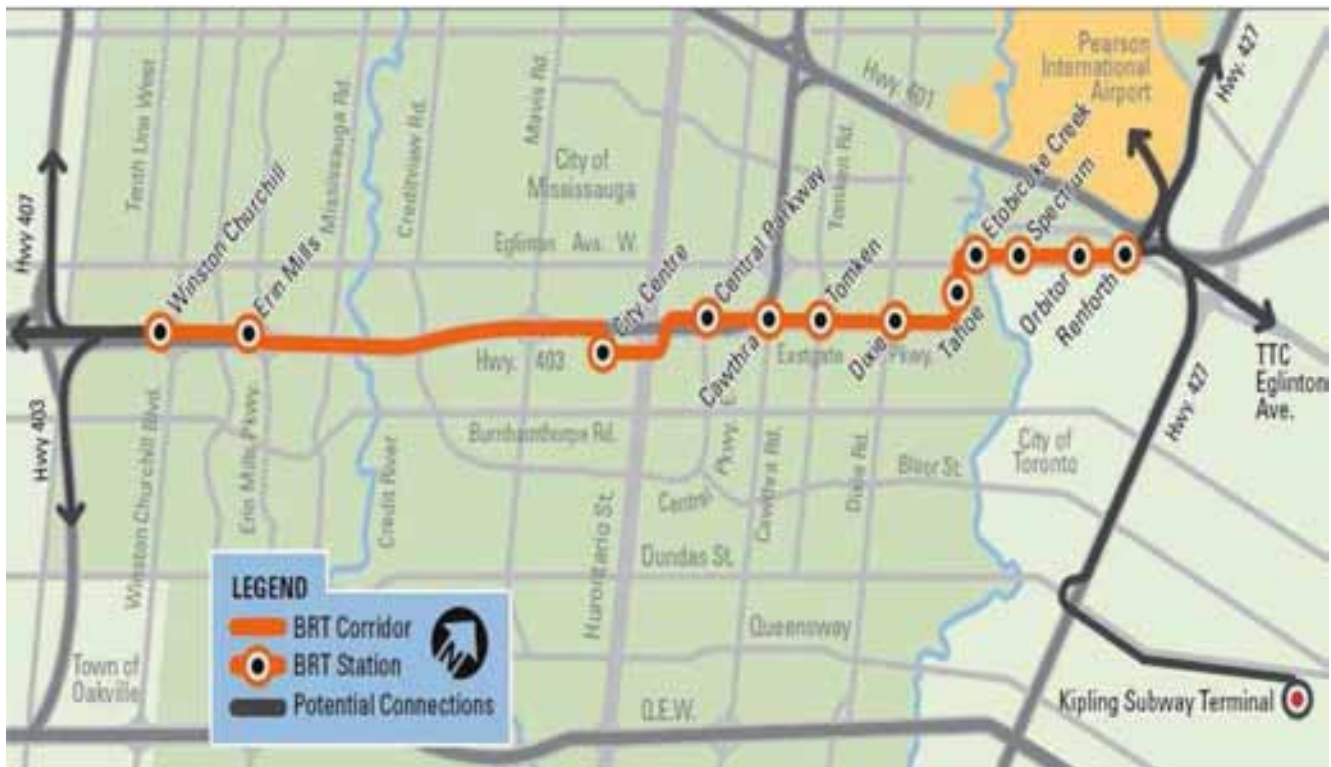 Pearson
International
Airport
Hwy. 427
Hwy. 401
Tenth Line West
Mississauga Rd.
Creditview Rd.
Mavis Rd.
City of
Mississauga
Tomken Rd.
Hwy 407
Winston Churchill
Erin Mills
Eglinton Ave. W.
City Centre
Central Parkway
Cawthra
Tomken
Dixie
Tahoe
Etobicoke Creek
Spectrum
Orbitor
Renforth
Hwy. 403
Eastgate Pkwy.
TTC
Eglinton
Ave.
Hwy 403
Hwy. 427
Winston Churchill Blvd.
Erin Mills Pkwy.
Credit River
Burnhamthorpe Rd.
Hurontario St.
Central Pkwy. E.
Cawthra Rd.
Dixie Rd.
Bloor St.
City of
Toronto
Dundas St.
Queensway
Q.E.W.
Town of
Oakville
Kipling Subway Terminal
LEGEND
BRT Corridor
BRT Station
Potential Connections
N